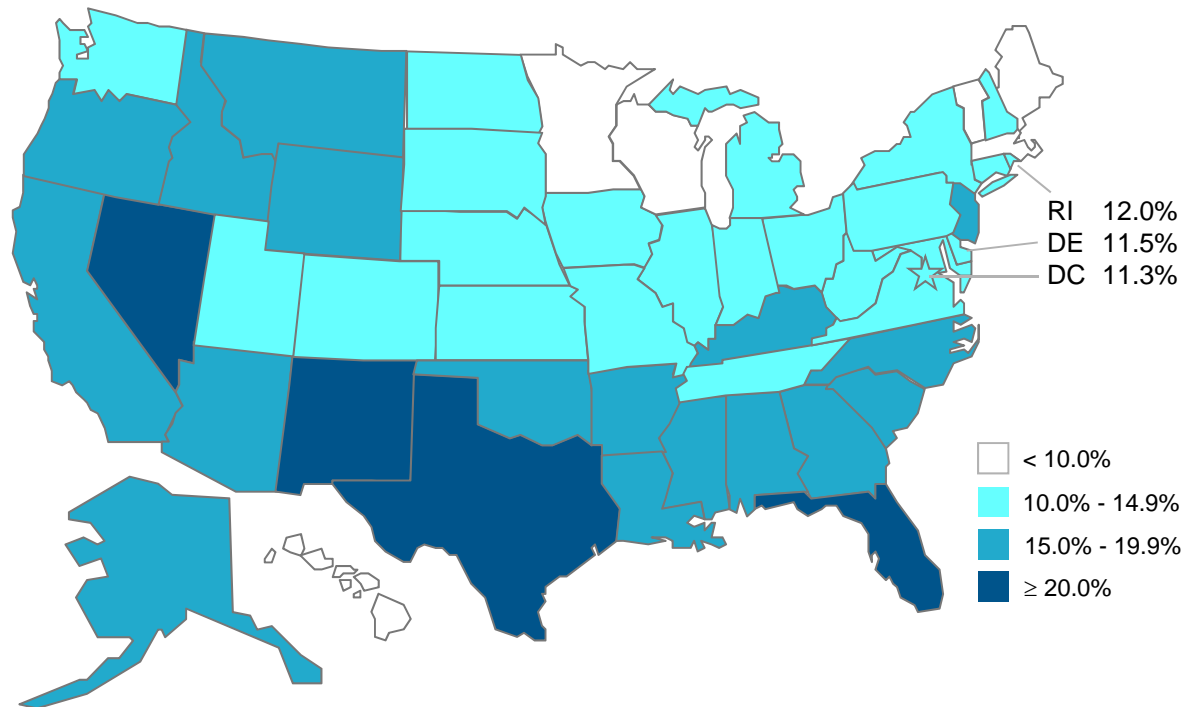 RI 12.0%
DE 11.5%
DC 11.3%
< 10.0%
10.0% - 14.9%
15.0% - 19.9%
≥ 20.0%